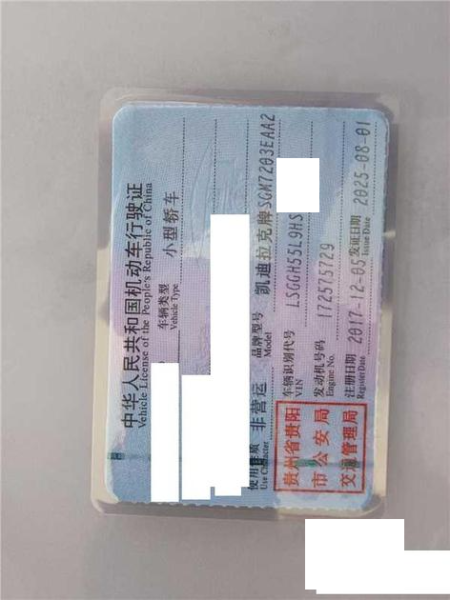 中华人民共和国机动车行驶证
Vehicle License of the People's Republic of China
车辆类型 小型轿车
Vehicle Type
使用性质 非营运 品牌型号 凯迪拉克牌SGM7203EAA2
Use Character Model
车辆识别代号 LSGGH55L9HS
VIN
发动机号码 172575729
Engine No.
注册日期 2017-12-05 发证日期 2025-08-01
Register Date Issue Date
贵州省贵阳
市公安局
交通管理局